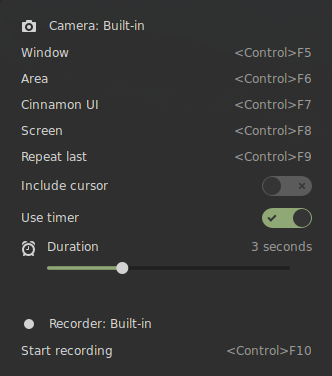 Camera: Built-in
Window <Control>F5
Area <Control>F6
Cinnamon UI <Control>F7
Screen <Control>F8
Repeat last <Control>F9
Include cursor
Use timer
Duration 3 seconds
Recorder: Built-in
Start recording <Control>F10